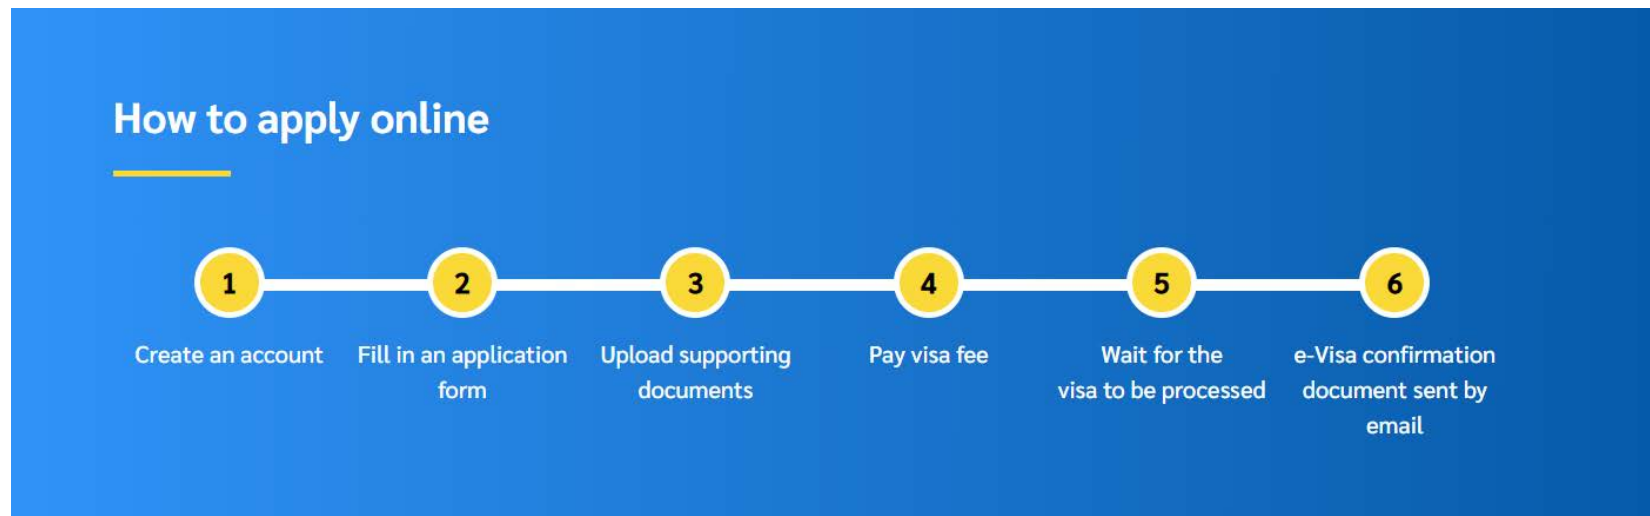 How to apply online
1
2
3
4
5
6
Create an account
Fill in an application
form
Upload supporting
documents
Pay visa fee
Wait for the
visa to be processed
e-Visa confirmation
document sent by
email